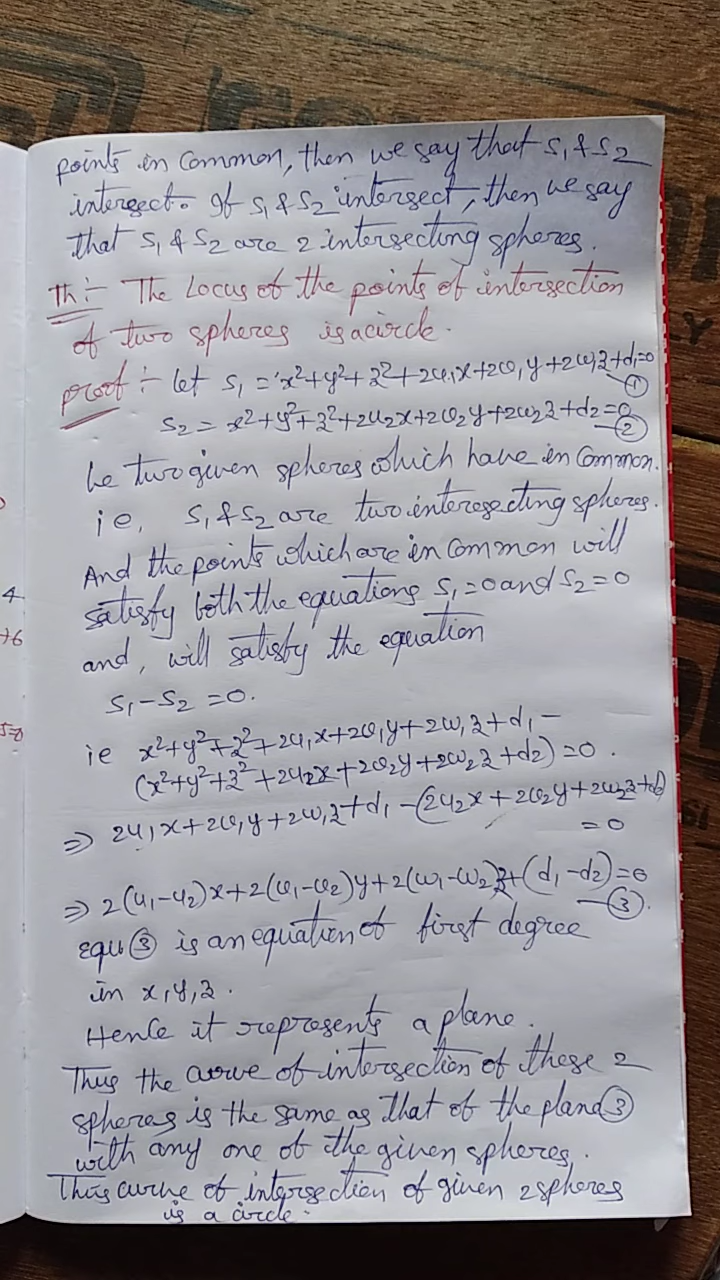 points in Common, then we say that S₁ & S₂
intersect. If S₁ & S₂ intersect, then we say
that S₁ & S₂ are 2 intersecting spheres.
Th :- The Locus of the points of intersection
of two spheres is a circle.
proof :- let S₁ = x²+y²+z²+2u₁x+2v₁y+2w₁z+d₁=0 —①
S₂ = x²+y²+z²+2u₂x+2v₂y+2w₂z+d₂=0 —②
be two given spheres which have in Common.
ie, S₁ & S₂ are two interesecting spheres.
And the points which are in Common will
satisfy both the equations S₁=0 and S₂=0
and, will satisfy the equation
S₁-S₂ =0.
ie x²+y²+z²+2u₁x+2v₁y+2w₁z+d₁ -
(x²+y²+z²+2u₂x+2v₂y+2w₂z+d₂)=0.
⇒ 2u₁x+2v₁y+2w₁z+d₁ -(2u₂x+2v₂y+2w₂z+d₂)
=0
⇒ 2(u₁-u₂)x+2(v₁-v₂)y+2(w₁-w₂)z+(d₁-d₂)=0
—③.
equ ③ is an equation of first degree
in x,y,z.
Hence it represents a plane.
Thus the curve of intersection of these 2
spheres is the same as that of the plane ③
with any one of the given spheres.
Thus curve of intersection of given 2 spheres
is a circle.
4
+6